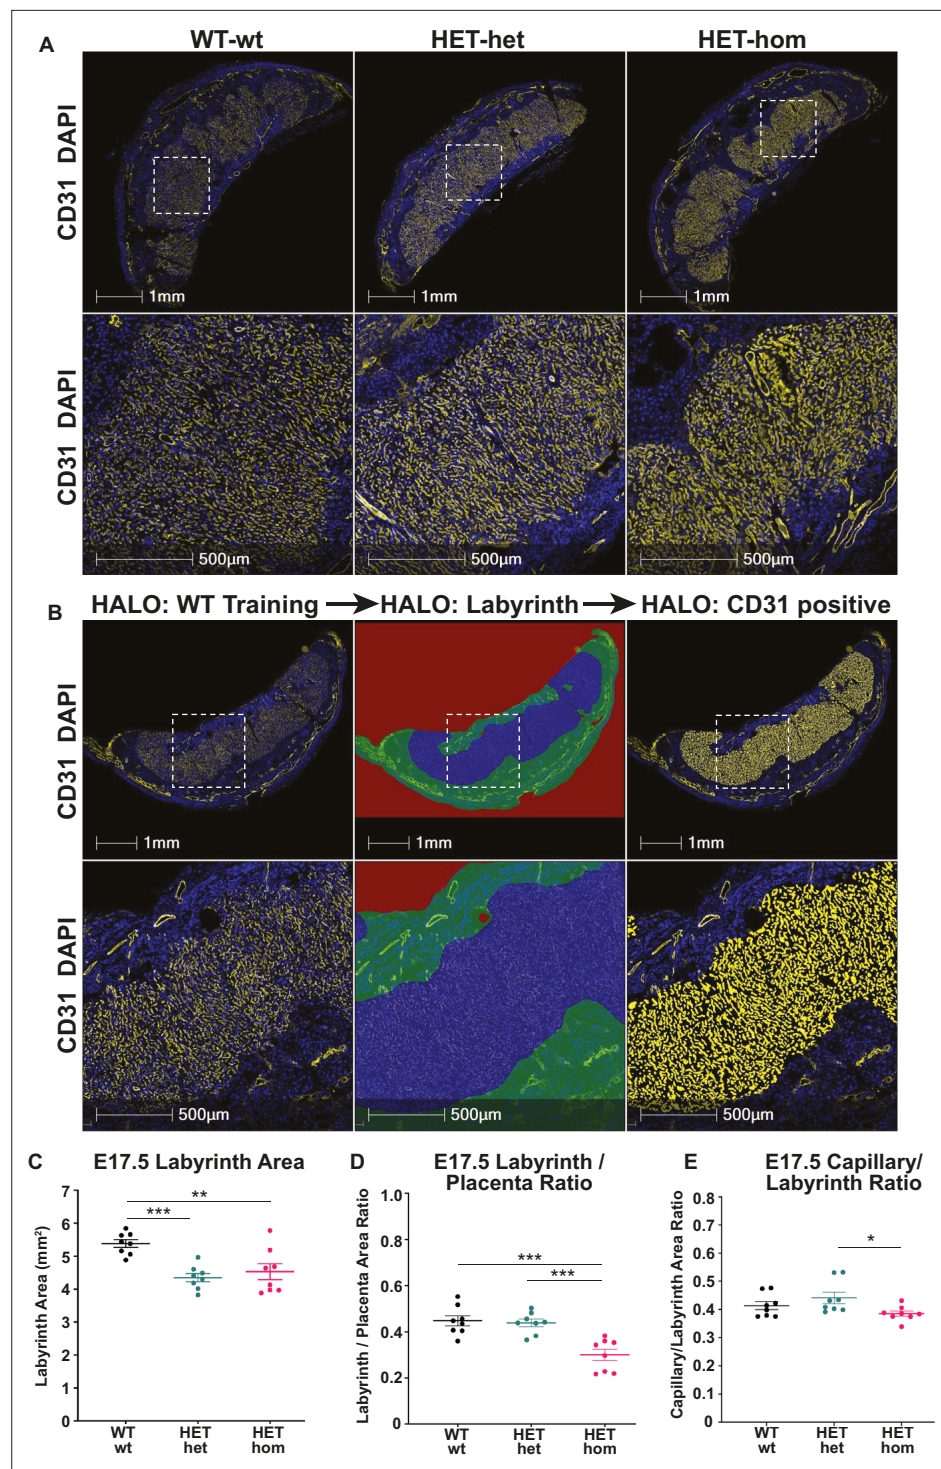 A
WT-wt
HET-het
HET-hom
CD31 DAPI
1mm
1mm
1mm
CD31 DAPI
500µm
500µm
500µm
B
HALO: WT Training
HALO: Labyrinth
HALO: CD31 positive
CD31 DAPI
1mm
1mm
1mm
CD31 DAPI
500µm
500µm
500µm
C
E17.5 Labyrinth Area
Labyrinth Area (mm²)
7
6
5
4
3
2
1
0
**
***
WT
wt
HET
het
HET
hom
D
E17.5 Labyrinth /
Placenta Ratio
Labyrinth / Placenta Area Ratio
1.0
0.8
0.6
0.4
0.2
0
***
***
WT
wt
HET
het
HET
hom
E
E17.5 Capillary/
Labyrinth Ratio
Capillary/Labyrinth Area Ratio
0.8
0.7
0.6
0.5
0.4
0.3
0.2
0.1
0
*
WT
wt
HET
het
HET
hom